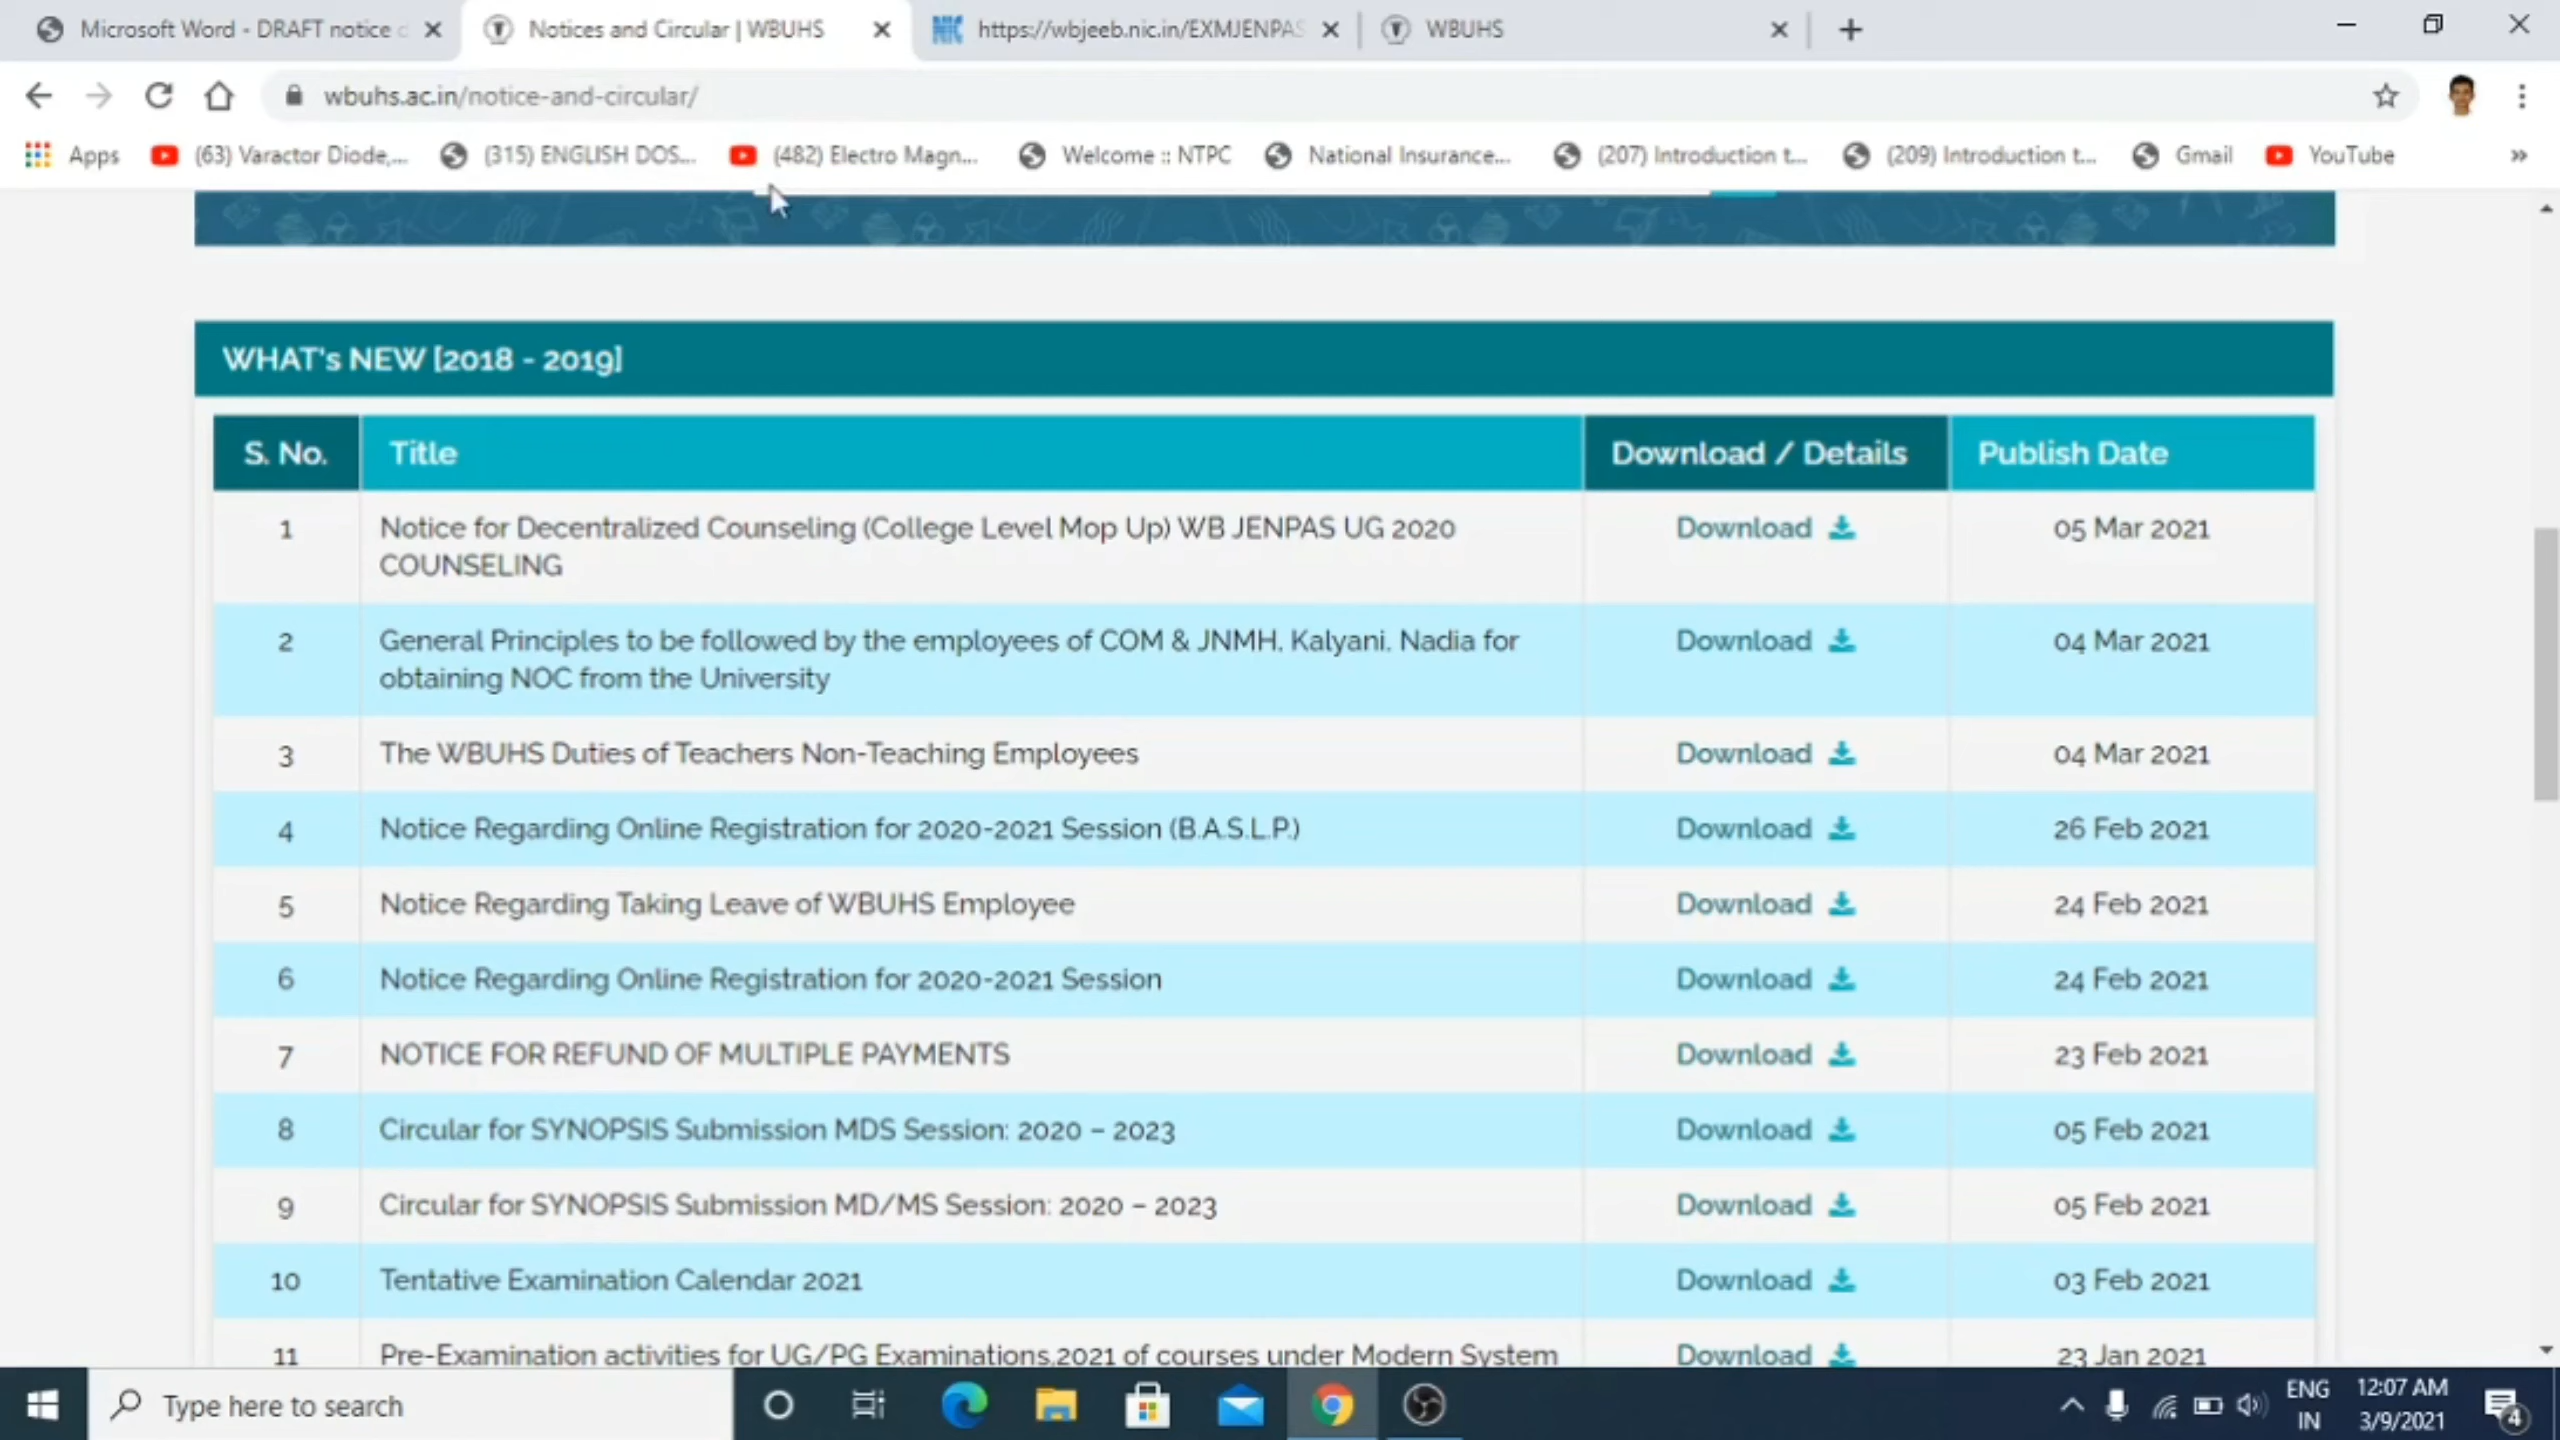 Microsoft Word - DRAFT notice c
Notices and Circular | WBUHS
https://wbjeeb.nic.in/EXMJENPAS
WBUHS
wbuhs.ac.in/notice-and-circular/
Apps
(63) Varactor Diode,...
(315) ENGLISH DOS...
(482) Electro Magn...
Welcome :: NTPC
National Insurance...
(207) Introduction t...
(209) Introduction t...
Gmail
YouTube
»
WHAT's NEW [2018 - 2019]
S. No. Title Download / Details Publish Date
1 Notice for Decentralized Counseling (College Level Mop Up) WB JENPAS UG 2020 Download 05 Mar 2021
COUNSELING
2 General Principles to be followed by the employees of COM & JNMH, Kalyani, Nadia for Download 04 Mar 2021
obtaining NOC from the University
3 The WBUHS Duties of Teachers Non-Teaching Employees Download 04 Mar 2021
4 Notice Regarding Online Registration for 2020-2021 Session (B.A.S.L.P.) Download 26 Feb 2021
5 Notice Regarding Taking Leave of WBUHS Employee Download 24 Feb 2021
6 Notice Regarding Online Registration for 2020-2021 Session Download 24 Feb 2021
7 NOTICE FOR REFUND OF MULTIPLE PAYMENTS Download 23 Feb 2021
8 Circular for SYNOPSIS Submission MDS Session: 2020 – 2023 Download 05 Feb 2021
9 Circular for SYNOPSIS Submission MD/MS Session: 2020 – 2023 Download 05 Feb 2021
10 Tentative Examination Calendar 2021 Download 03 Feb 2021
11 Pre-Examination activities for UG/PG Examinations,2021 of courses under Modern System Download 23 Jan 2021
Type here to search
ENG
IN
12:07 AM
3/9/2021
4